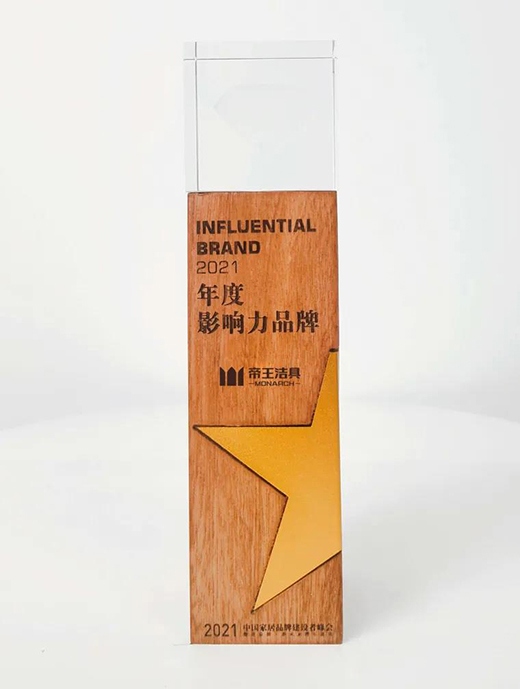 INFLUENTIAL
BRAND
2021
年度
影响力品牌
帝王洁具
MONARCH
2021 中国家居品牌建设者峰会